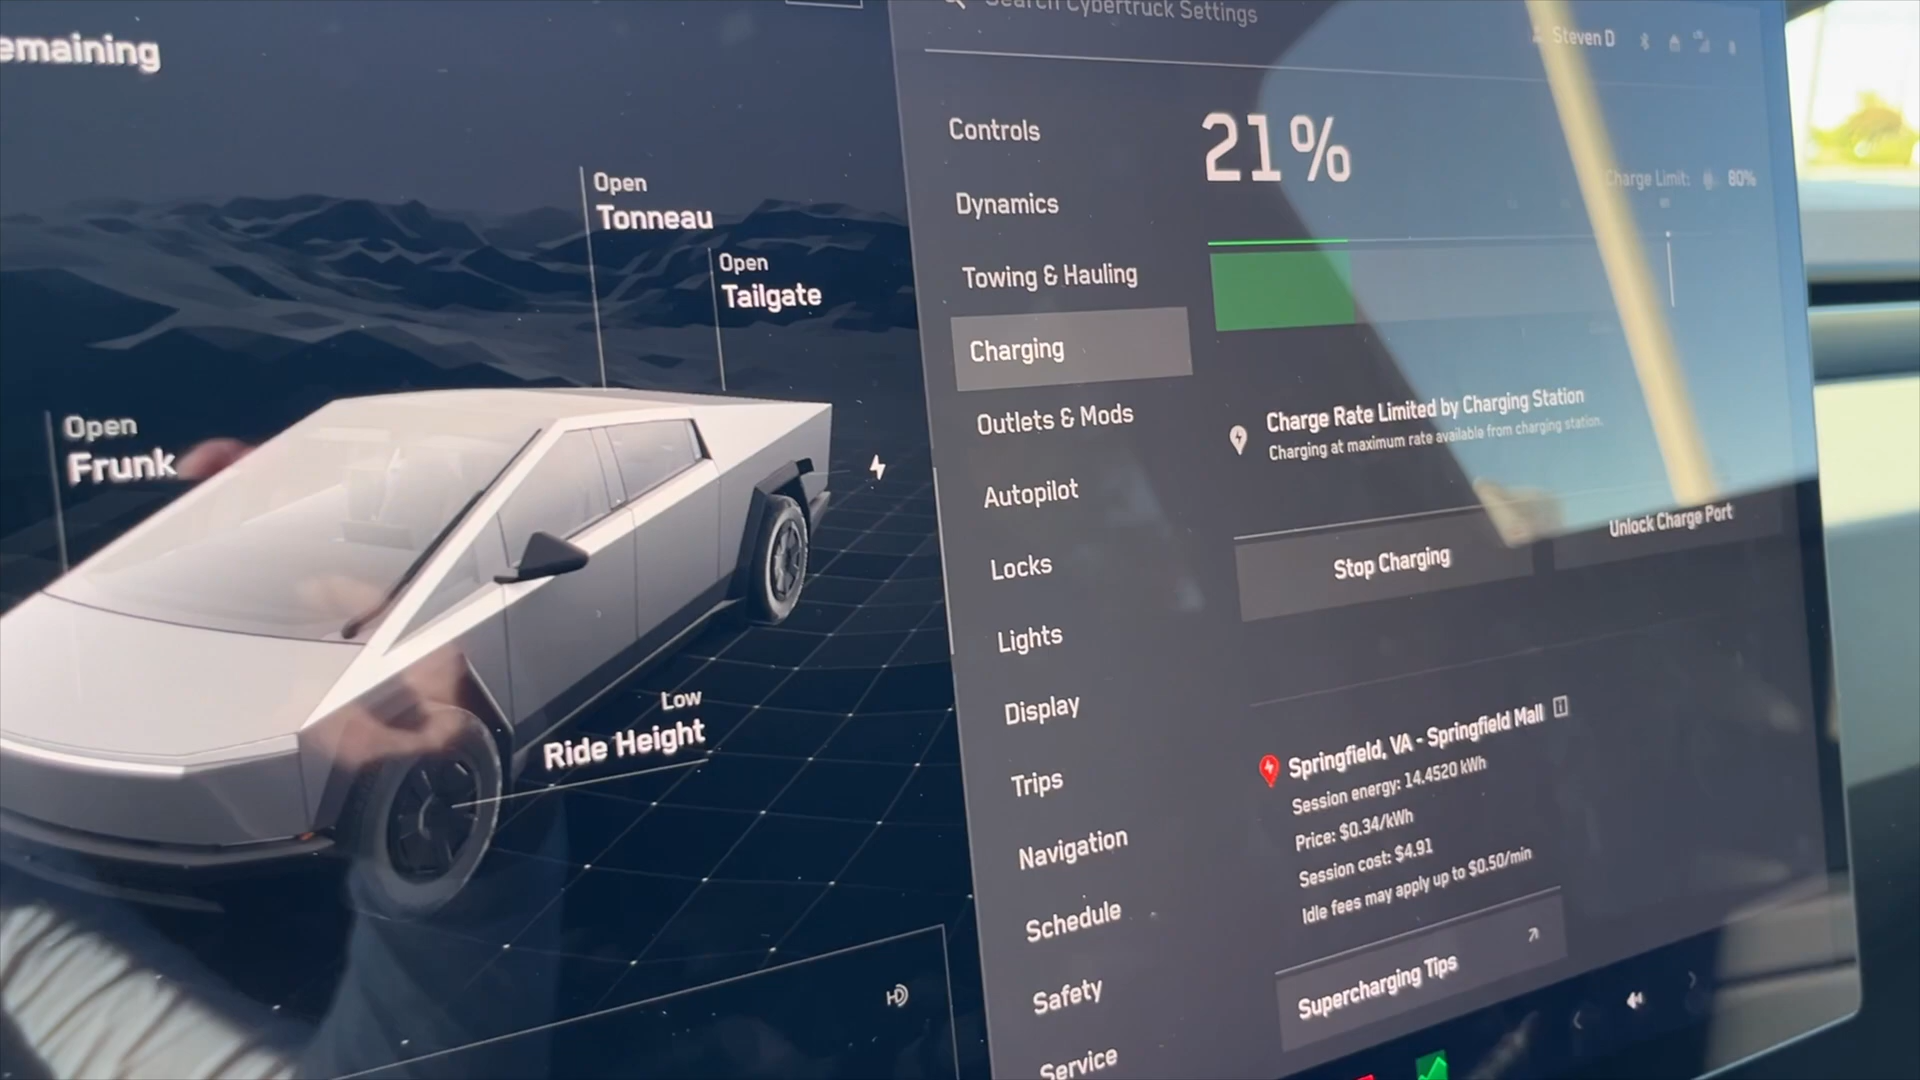 emaining
Open
Tonneau
Open
Tailgate
Open
Frunk
Low
Ride Height
Search Cybertruck Settings
Steven D
Controls
Dynamics
Towing & Hauling
Charging
Outlets & Mods
Autopilot
Locks
Lights
Display
Trips
Navigation
Schedule
Safety
Service
21%
Charge Limit: 80%
Charge Rate Limited by Charging Station
Charging at maximum rate available from charging station.
Stop Charging
Unlock Charge Port
Springfield, VA - Springfield Mall
Session energy: 14.4520 kWh
Price: $0.34/kWh
Session cost: $4.91
Idle fees may apply up to $0.50/min
Supercharging Tips